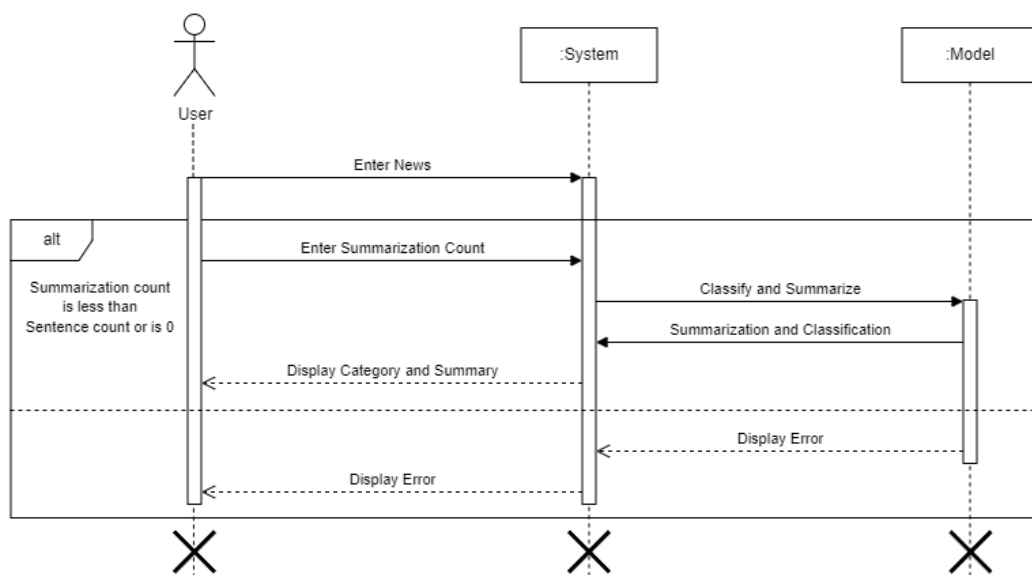 :System
:Model
User
Enter News
alt
Enter Summarization Count
Summarization count
is less than
Sentence count or is 0
Classify and Summarize
Summarization and Classification
Display Category and Summary
Display Error
Display Error